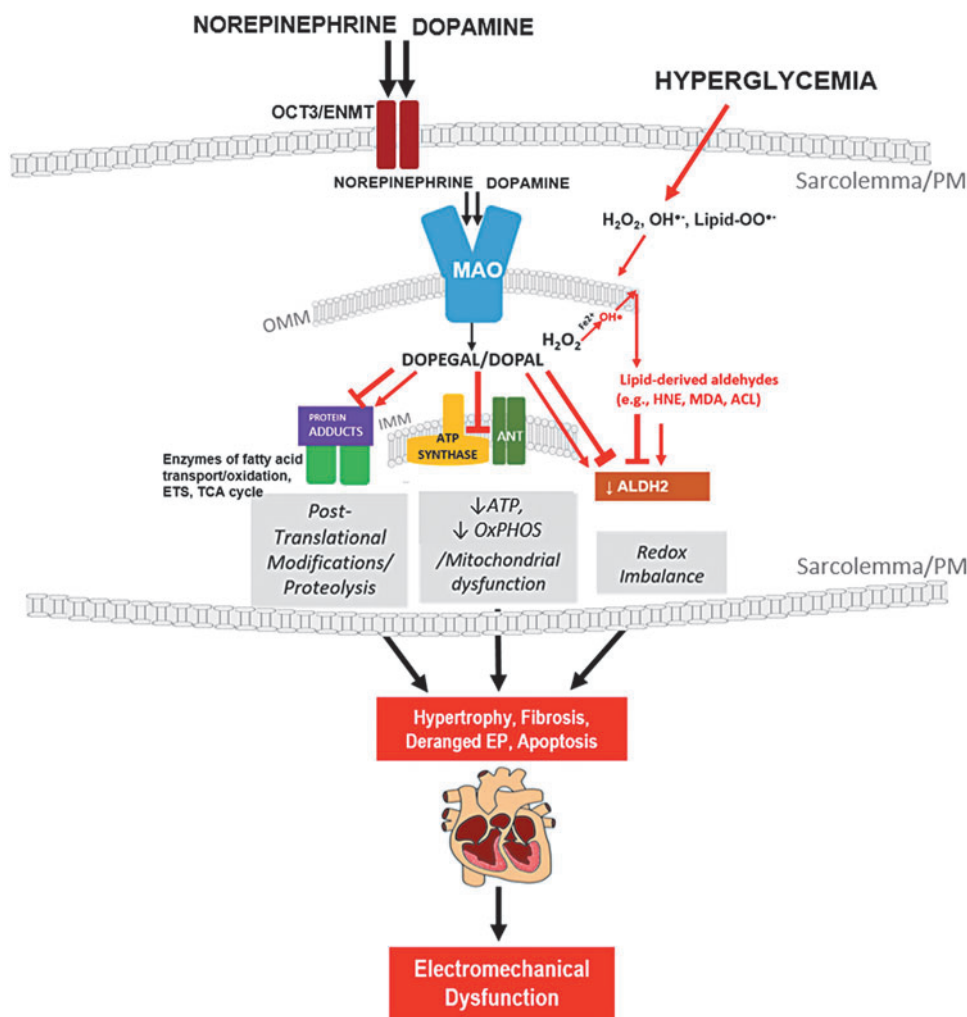 NOREPINEPHRINE DOPAMINE
HYPERGLYCEMIA
OCT3/ENMT
Sarcolemma/PM
NOREPINEPHRINE DOPAMINE
H₂O₂, OH•-, Lipid-OO•-
MAO
OMM
H₂O₂
Fe2+
OH•
DOPEGAL/DOPAL
Lipid-derived aldehydes
(e.g., HNE, MDA, ACL)
PROTEIN
ADDUCTS
IMM
ATP
SYNTHASE
ANT
Enzymes of fatty acid
transport/oxidation,
ETS, TCA cycle
↓ ALDH2
Post-
Translational
Modifications/
Proteolysis
↓ATP,
↓ OxPHOS
/Mitochondrial
dysfunction
Redox
Imbalance
Sarcolemma/PM
Hypertrophy, Fibrosis,
Deranged EP, Apoptosis
Electromechanical
Dysfunction